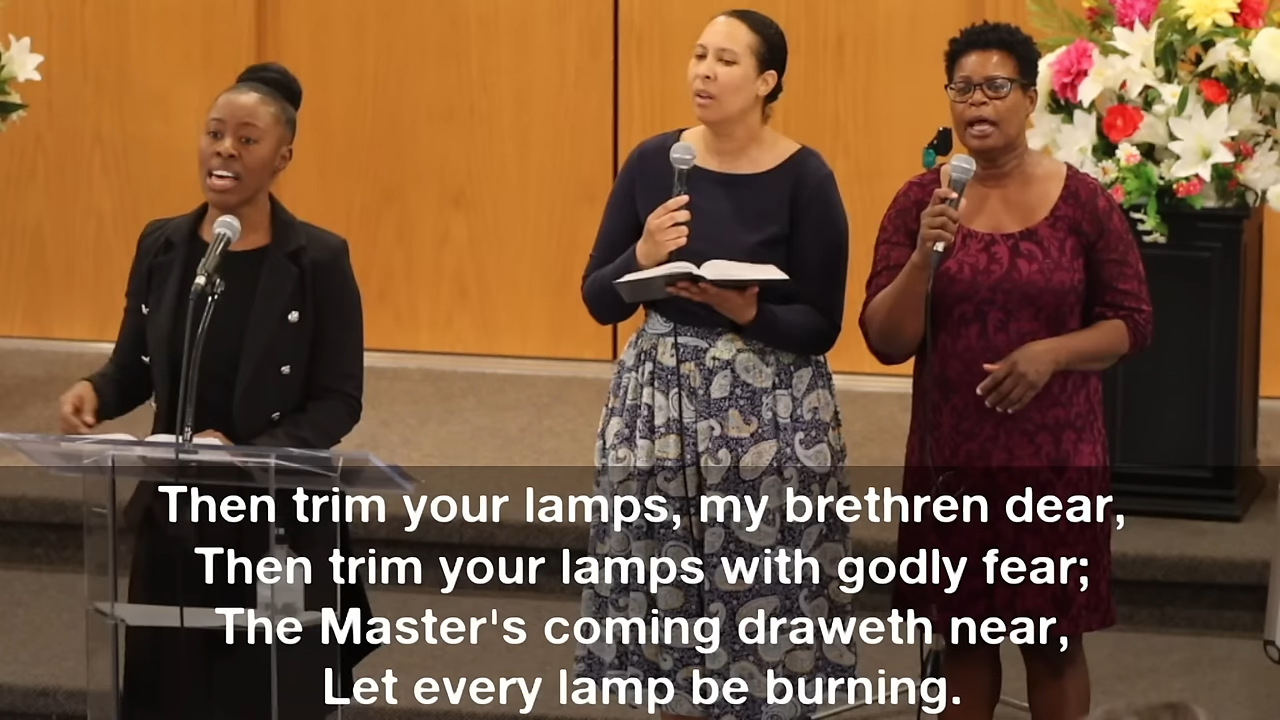 Then trim your lamps, my brethren dear,
Then trim your lamps with godly fear;
The Master's coming draweth near,
Let every lamp be burning.